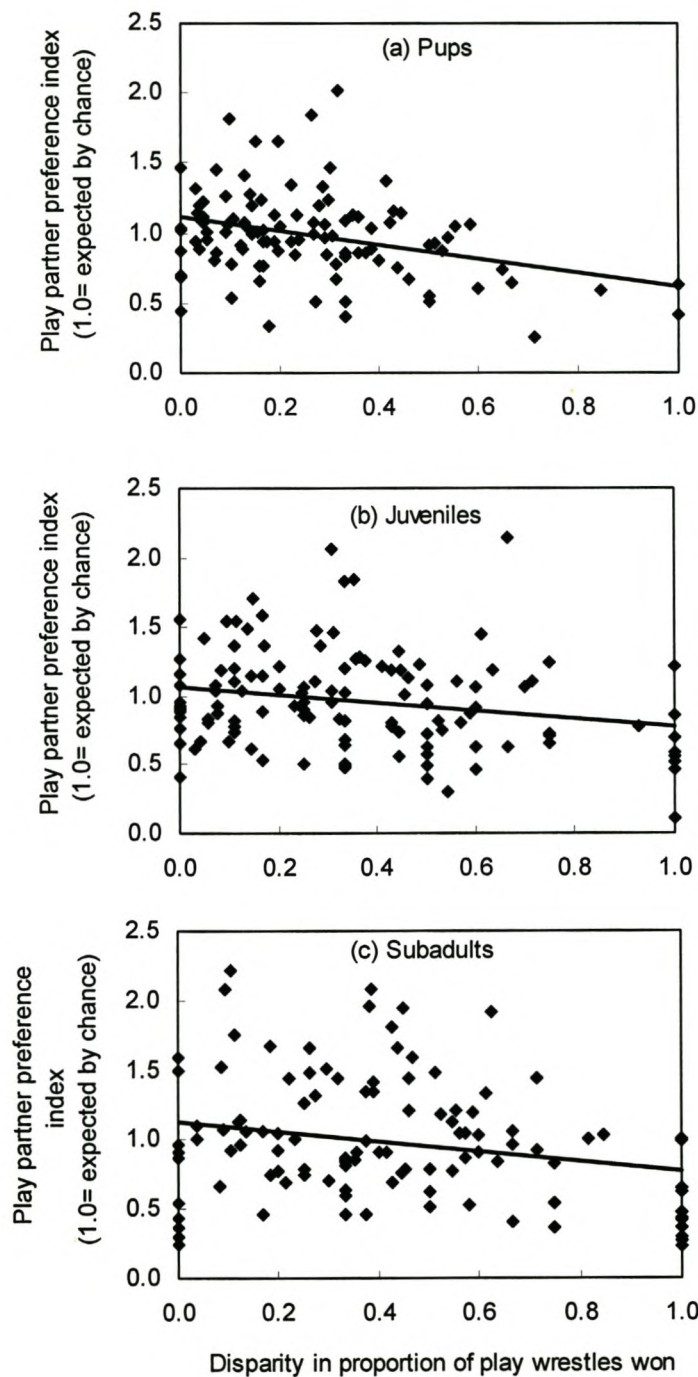 Play partner preference index
(1.0= expected by chance)
2.5
2.0
1.5
1.0
0.5
0.0
(a) Pups
0.0 0.2 0.4 0.6 0.8 1.0
Play partner preference index
(1.0= expected by chance)
2.5
2.0
1.5
1.0
0.5
0.0
(b) Juveniles
0.0 0.2 0.4 0.6 0.8 1.0
Play partner preference
index
(1.0= expected by chance)
2.5
2.0
1.5
1.0
0.5
0.0
(c) Subadults
0.0 0.2 0.4 0.6 0.8 1.0
Disparity in proportion of play wrestles won